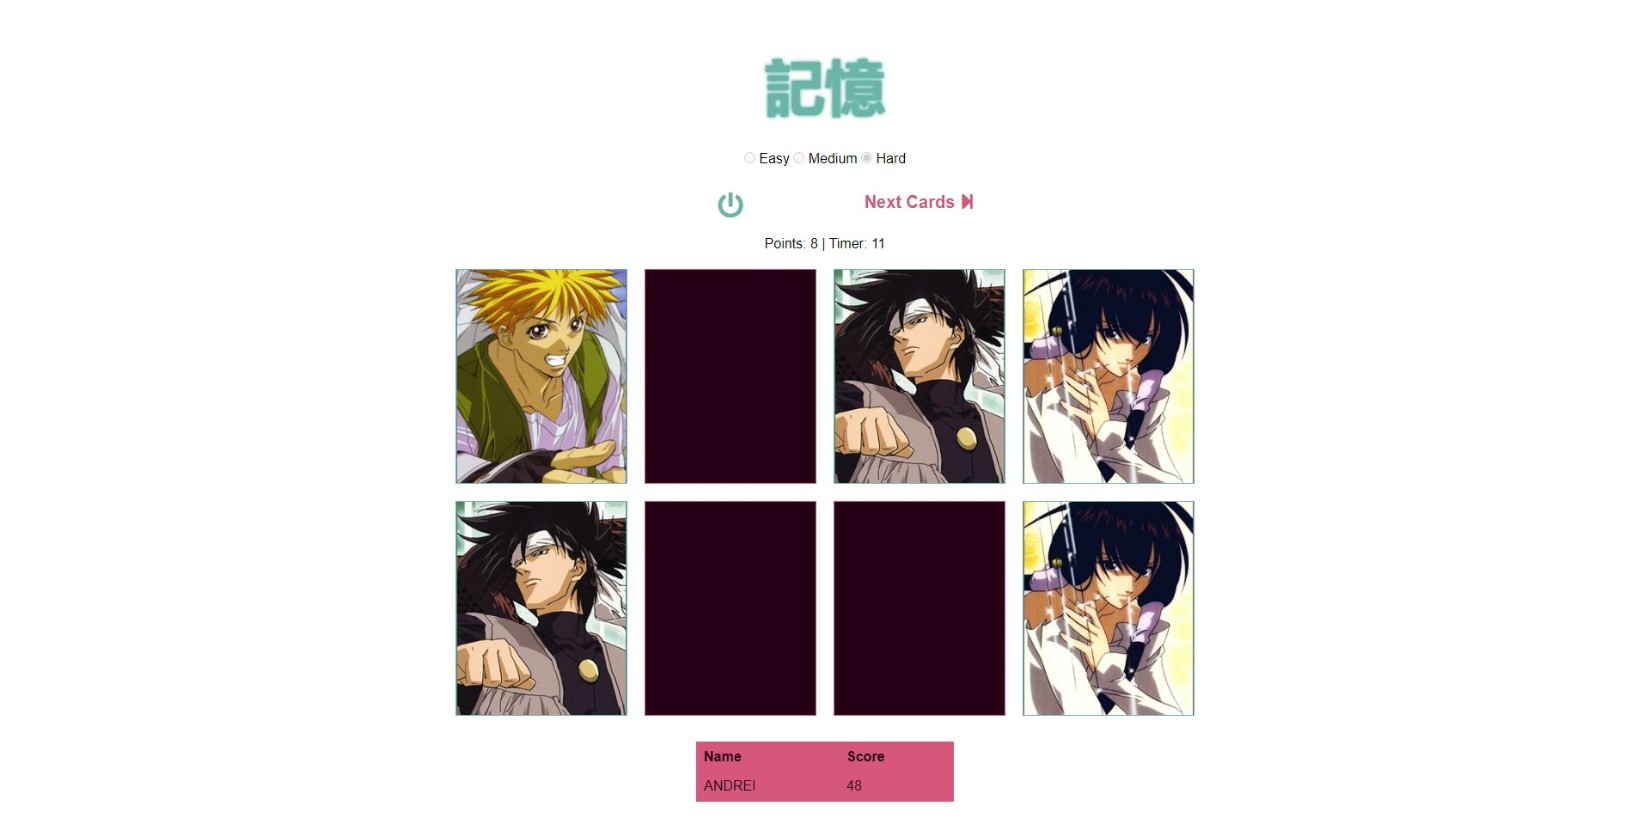 記憶
Easy Medium Hard
Next Cards
Points: 8 | Timer: 11
Name Score
ANDREI 48